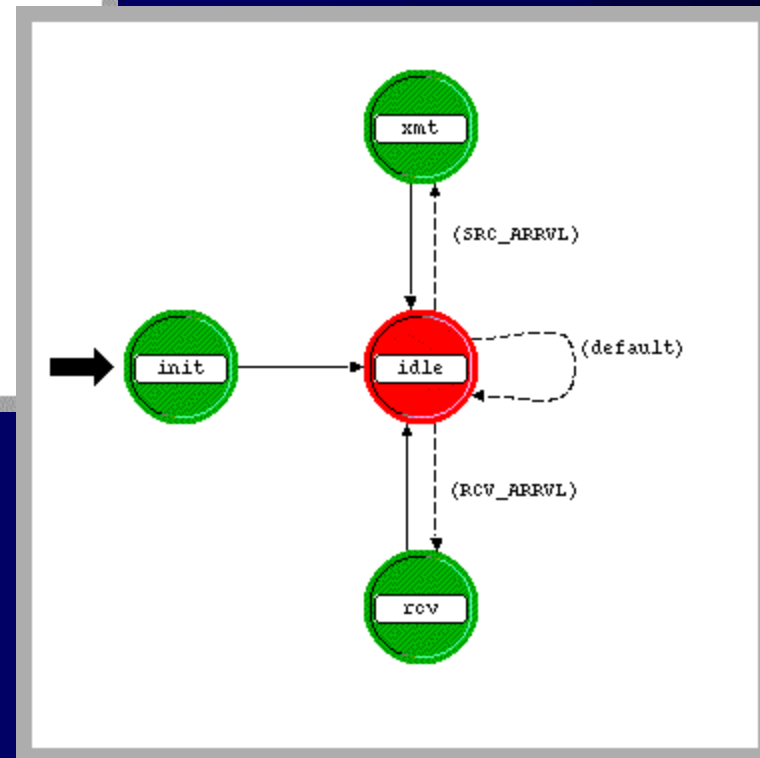 xmt
(SRC_ARRVL)
(default)
init
idle
(RCV_ARRVL)
rcv